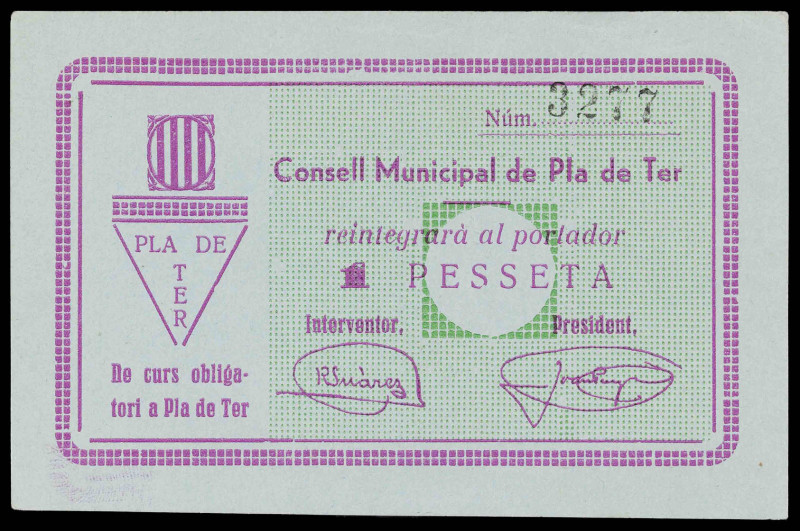 Núm. 3277
Consell Municipal de Pla de Ter
reintegrarà al portador
1 PESSETA
Interventor,
President,
R Suárez
PLA DE
TER
De curs obliga-
tori a Pla de Ter